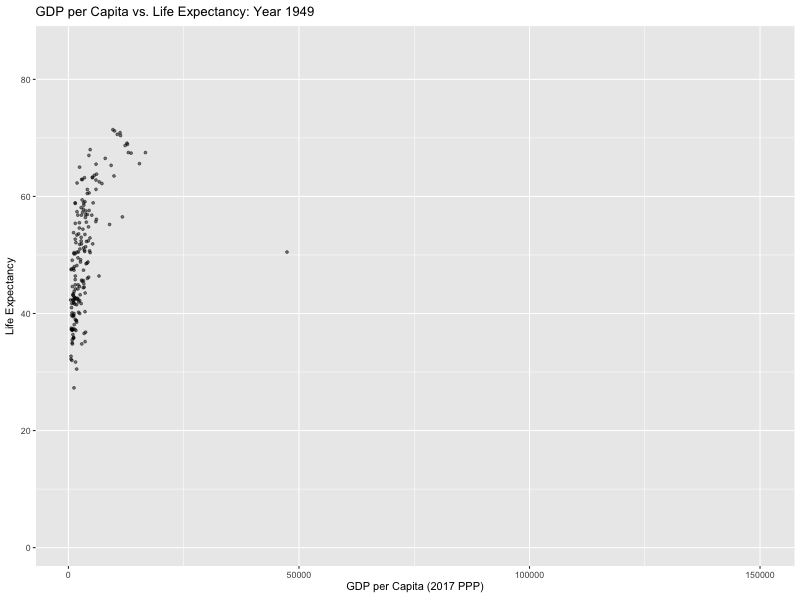 GDP per Capita vs. Life Expectancy: Year 1949
80
60
40
20
0
Life Expectancy
0 50000 100000 150000
GDP per Capita (2017 PPP)